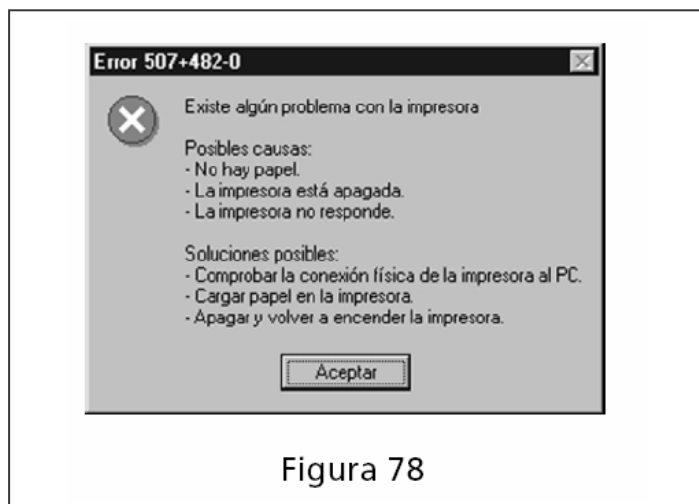 Error 507+482-0
Existe algún problema con la impresora
Posibles causas:
- No hay papel.
- La impresora está apagada.
- La impresora no responde.
Soluciones posibles:
- Comprobar la conexión física de la impresora al PC.
- Cargar papel en la impresora.
- Apagar y volver a encender la impresora.
Aceptar
Figura 78